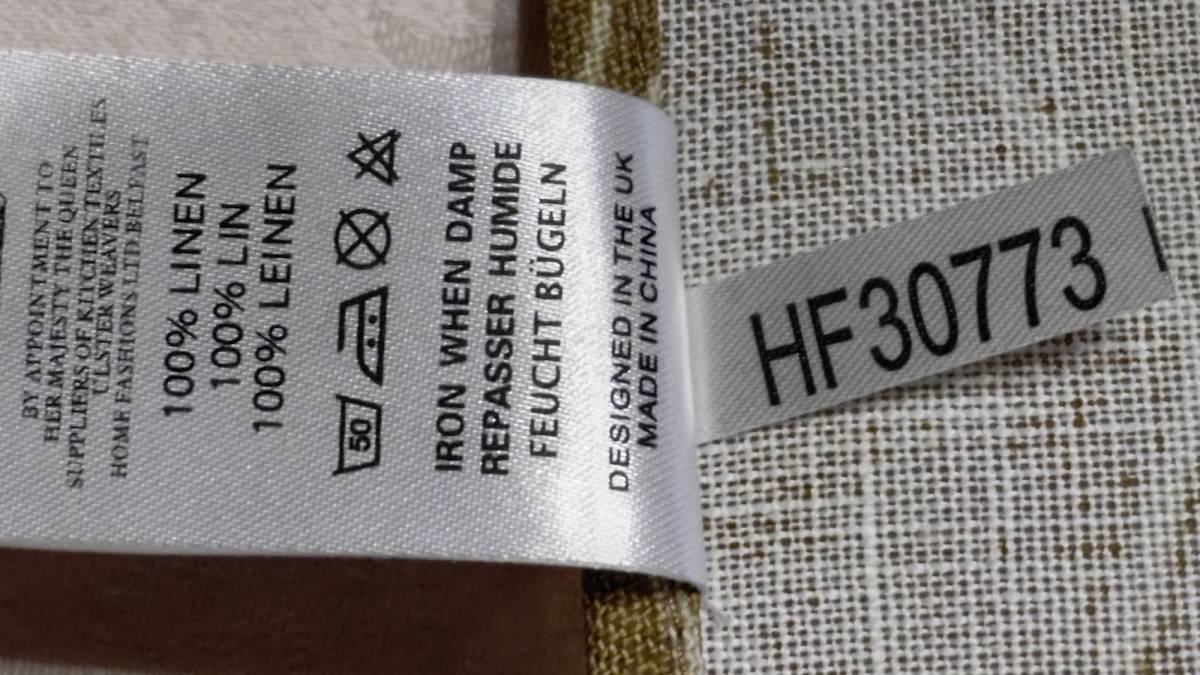 BY APPOINTMENT TO
HER MAJESTY THE QUEEN
SUPPLIERS OF KITCHEN TEXTILES
ULSTER WEAVERS
HOME FASHIONS LTD BELFAST
100% LINEN
100% LIN
100% LEINEN
50
IRON WHEN DAMP
REPASSER HUMIDE
FEUCHT BÜGELN
DESIGNED IN THE UK
MADE IN CHINA
HF30773